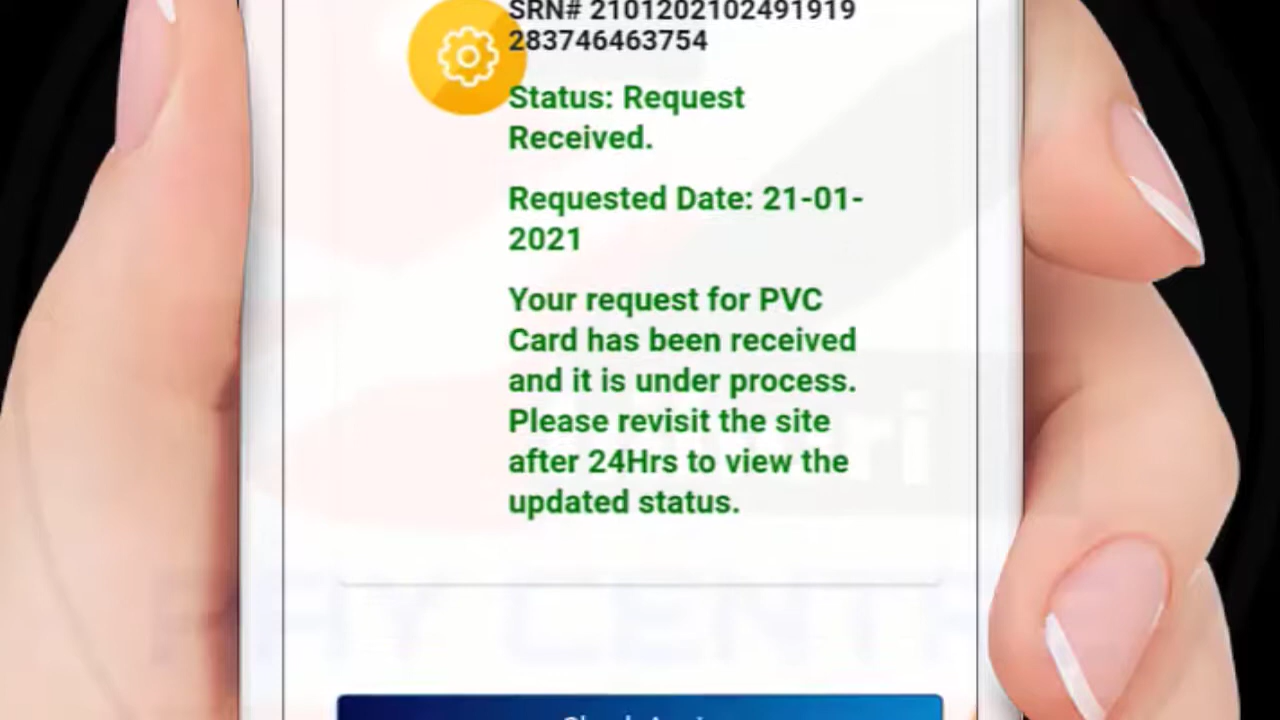 SRN# 2101202102491919
283746463754
Status: Request
Received.
Requested Date: 21-01-
2021
Your request for PVC
Card has been received
and it is under process.
Please revisit the site
after 24Hrs to view the
updated status.